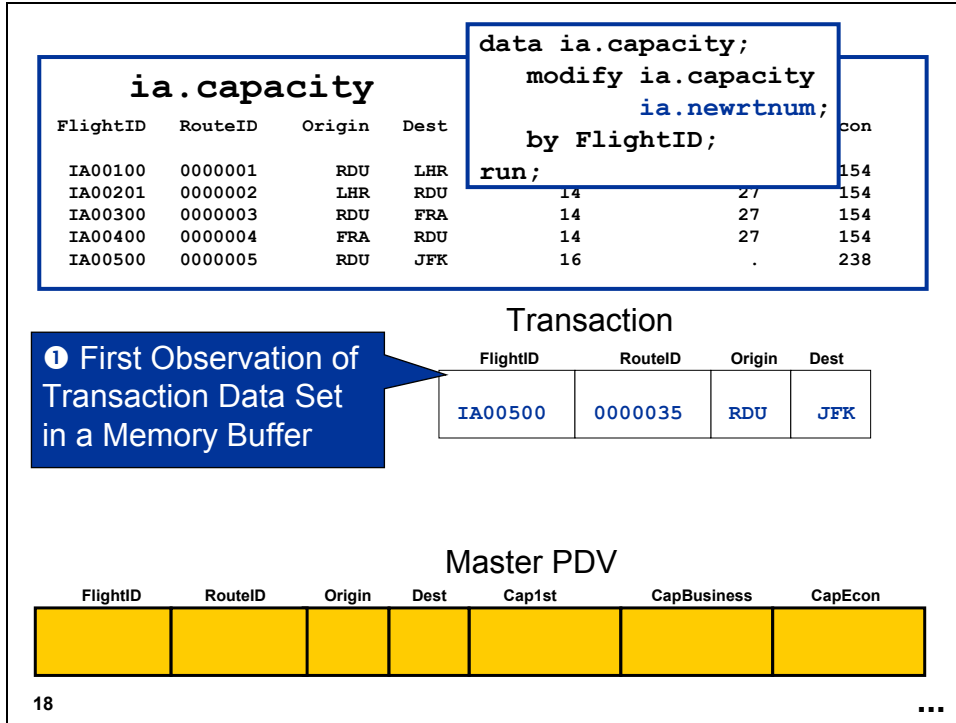 data ia.capacity;
modify ia.capacity
ia.newrtnum;
by FlightID;
run;
ia.capacity
FlightID RouteID Origin Dest con
IA00100 0000001 RDU LHR 154
IA00201 0000002 LHR RDU 14 27 154
IA00300 0000003 RDU FRA 14 27 154
IA00400 0000004 FRA RDU 14 27 154
IA00500 0000005 RDU JFK 16 . 238
Transaction
❶ First Observation of
Transaction Data Set
in a Memory Buffer
FlightID RouteID Origin Dest
IA00500 0000035 RDU JFK
Master PDV
FlightID RouteID Origin Dest Cap1st CapBusiness CapEcon
18 ...